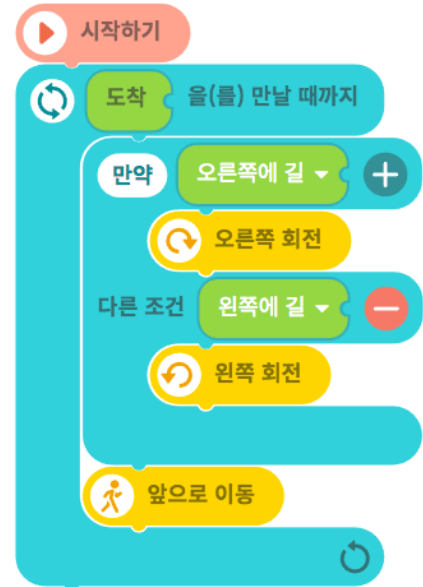 시작하기
도착 을(를) 만날 때까지
만약 오른쪽에 길
오른쪽 회전
다른 조건 왼쪽에 길
왼쪽 회전
앞으로 이동